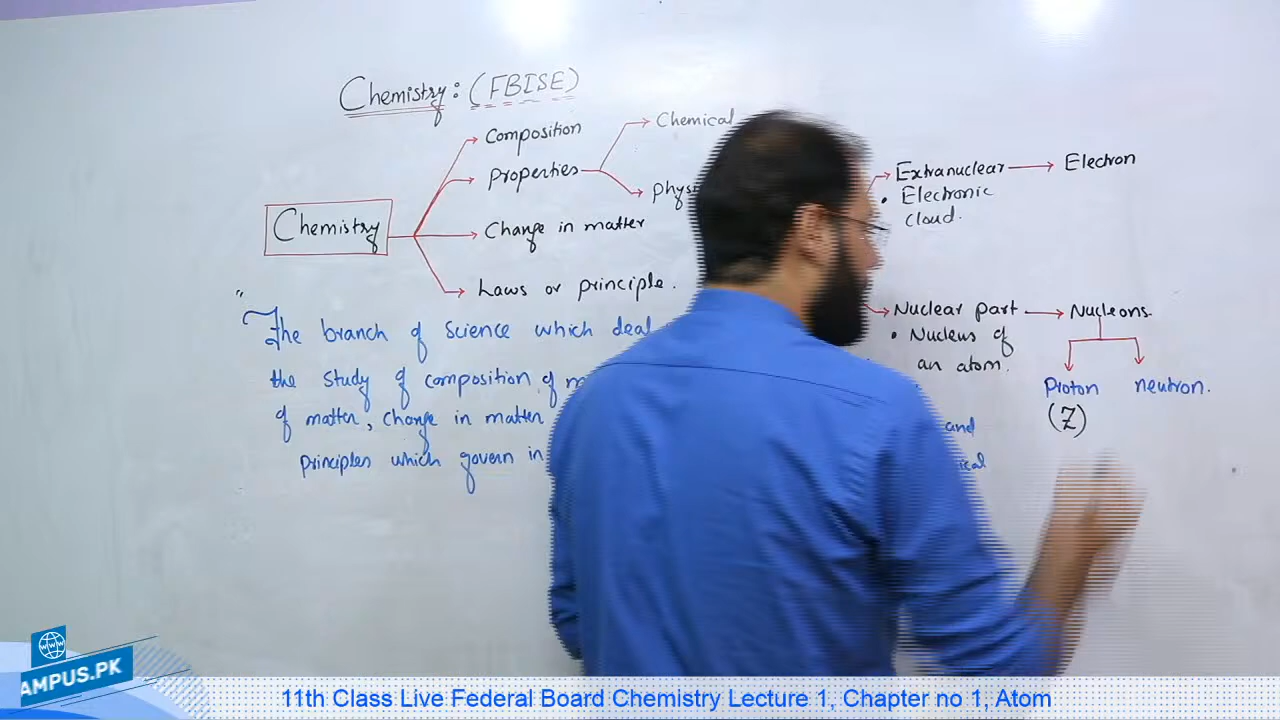 Chemistry: (FBISE)
Composition
Properties
Chemical
Chemistry
Change in matter
Laws or principle.
Extranuclear
Electron
• Electronic
cloud.
Nuclear part
Nucleons.
• Nucleus of
an atom.
Proton
neutron.
(Z)
" The branch of science which
the study of composition of
of matter, change in matter
and
principles which govern in
AMPUS.PK
www
11th Class Live Federal Board Chemistry Lecture 1, Chapter no 1, Atom